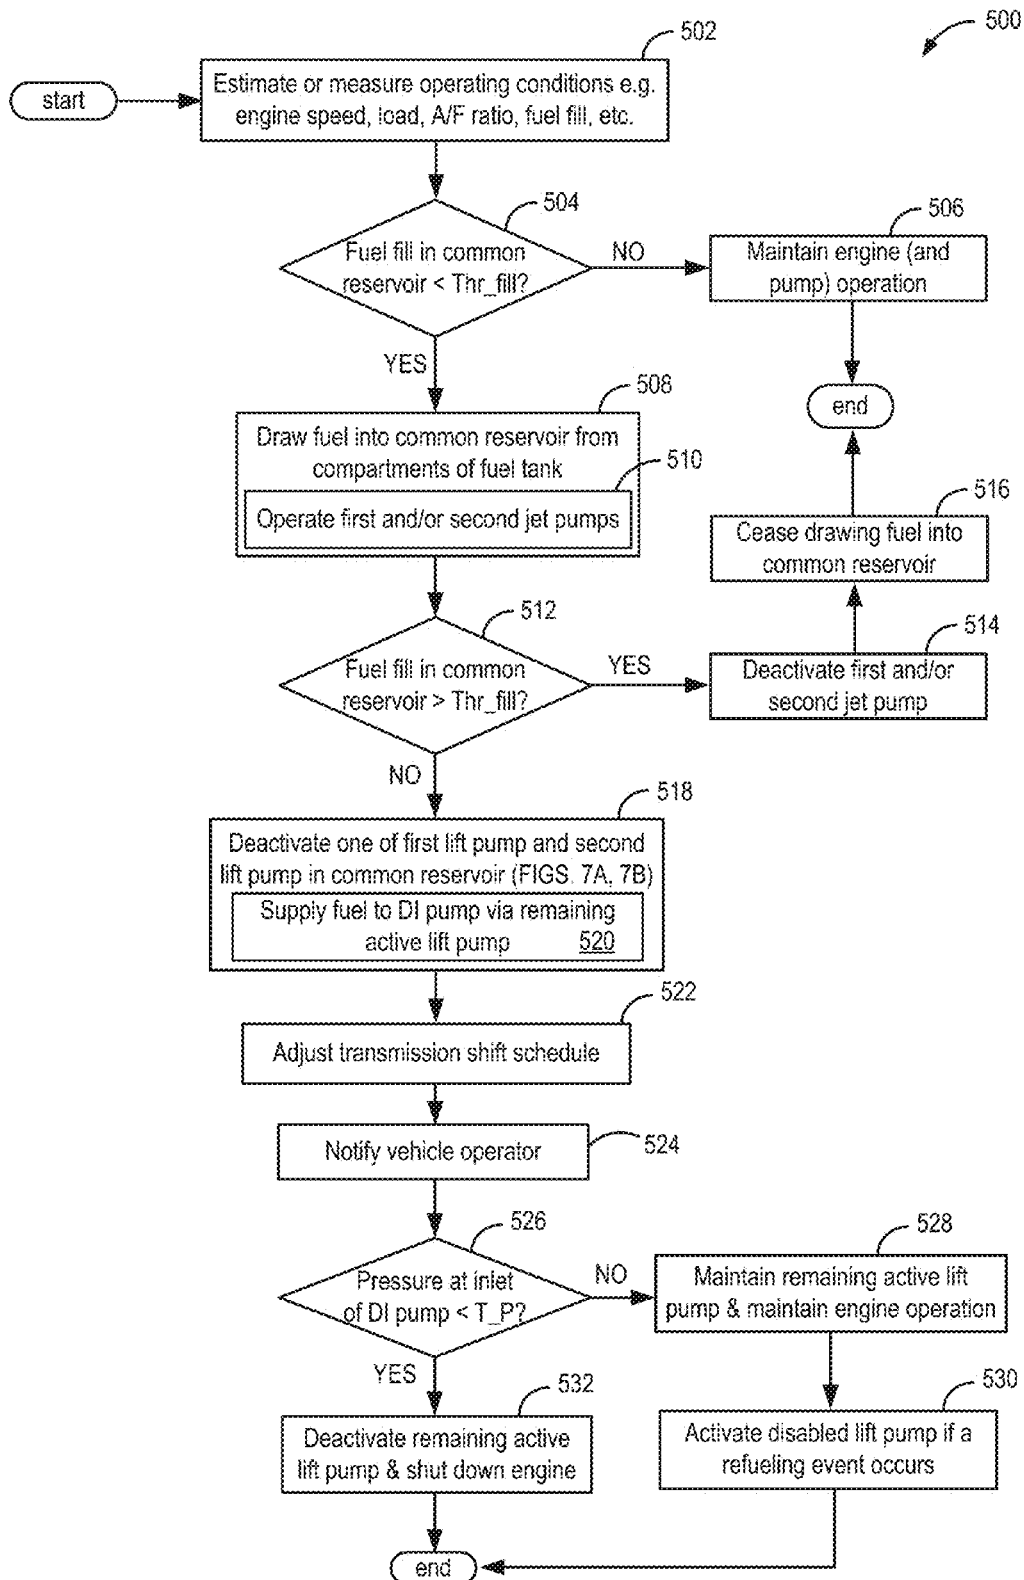 500
502
start
Estimate or measure operating conditions e.g.
engine speed, load, A/F ratio, fuel fill, etc.
504
Fuel fill in common
reservoir < Thr_fill?
NO
506
Maintain engine (and
pump) operation
YES
end
508
Draw fuel into common reservoir from
compartments of fuel tank
510
Operate first and/or second jet pumps
516
Cease drawing fuel into
common reservoir
512
Fuel fill in common
reservoir > Thr_fill?
YES
514
Deactivate first and/or
second jet pump
NO
518
Deactivate one of first lift pump and second
lift pump in common reservoir (FIGS. 7A, 7B)
Supply fuel to DI pump via remaining
active lift pump 520
522
Adjust transmission shift schedule
Notify vehicle operator
524
526
Pressure at inlet
of DI pump < T_P?
NO
528
Maintain remaining active lift
pump & maintain engine operation
YES
532
Deactivate remaining active
lift pump & shut down engine
530
Activate disabled lift pump if a
refueling event occurs
end